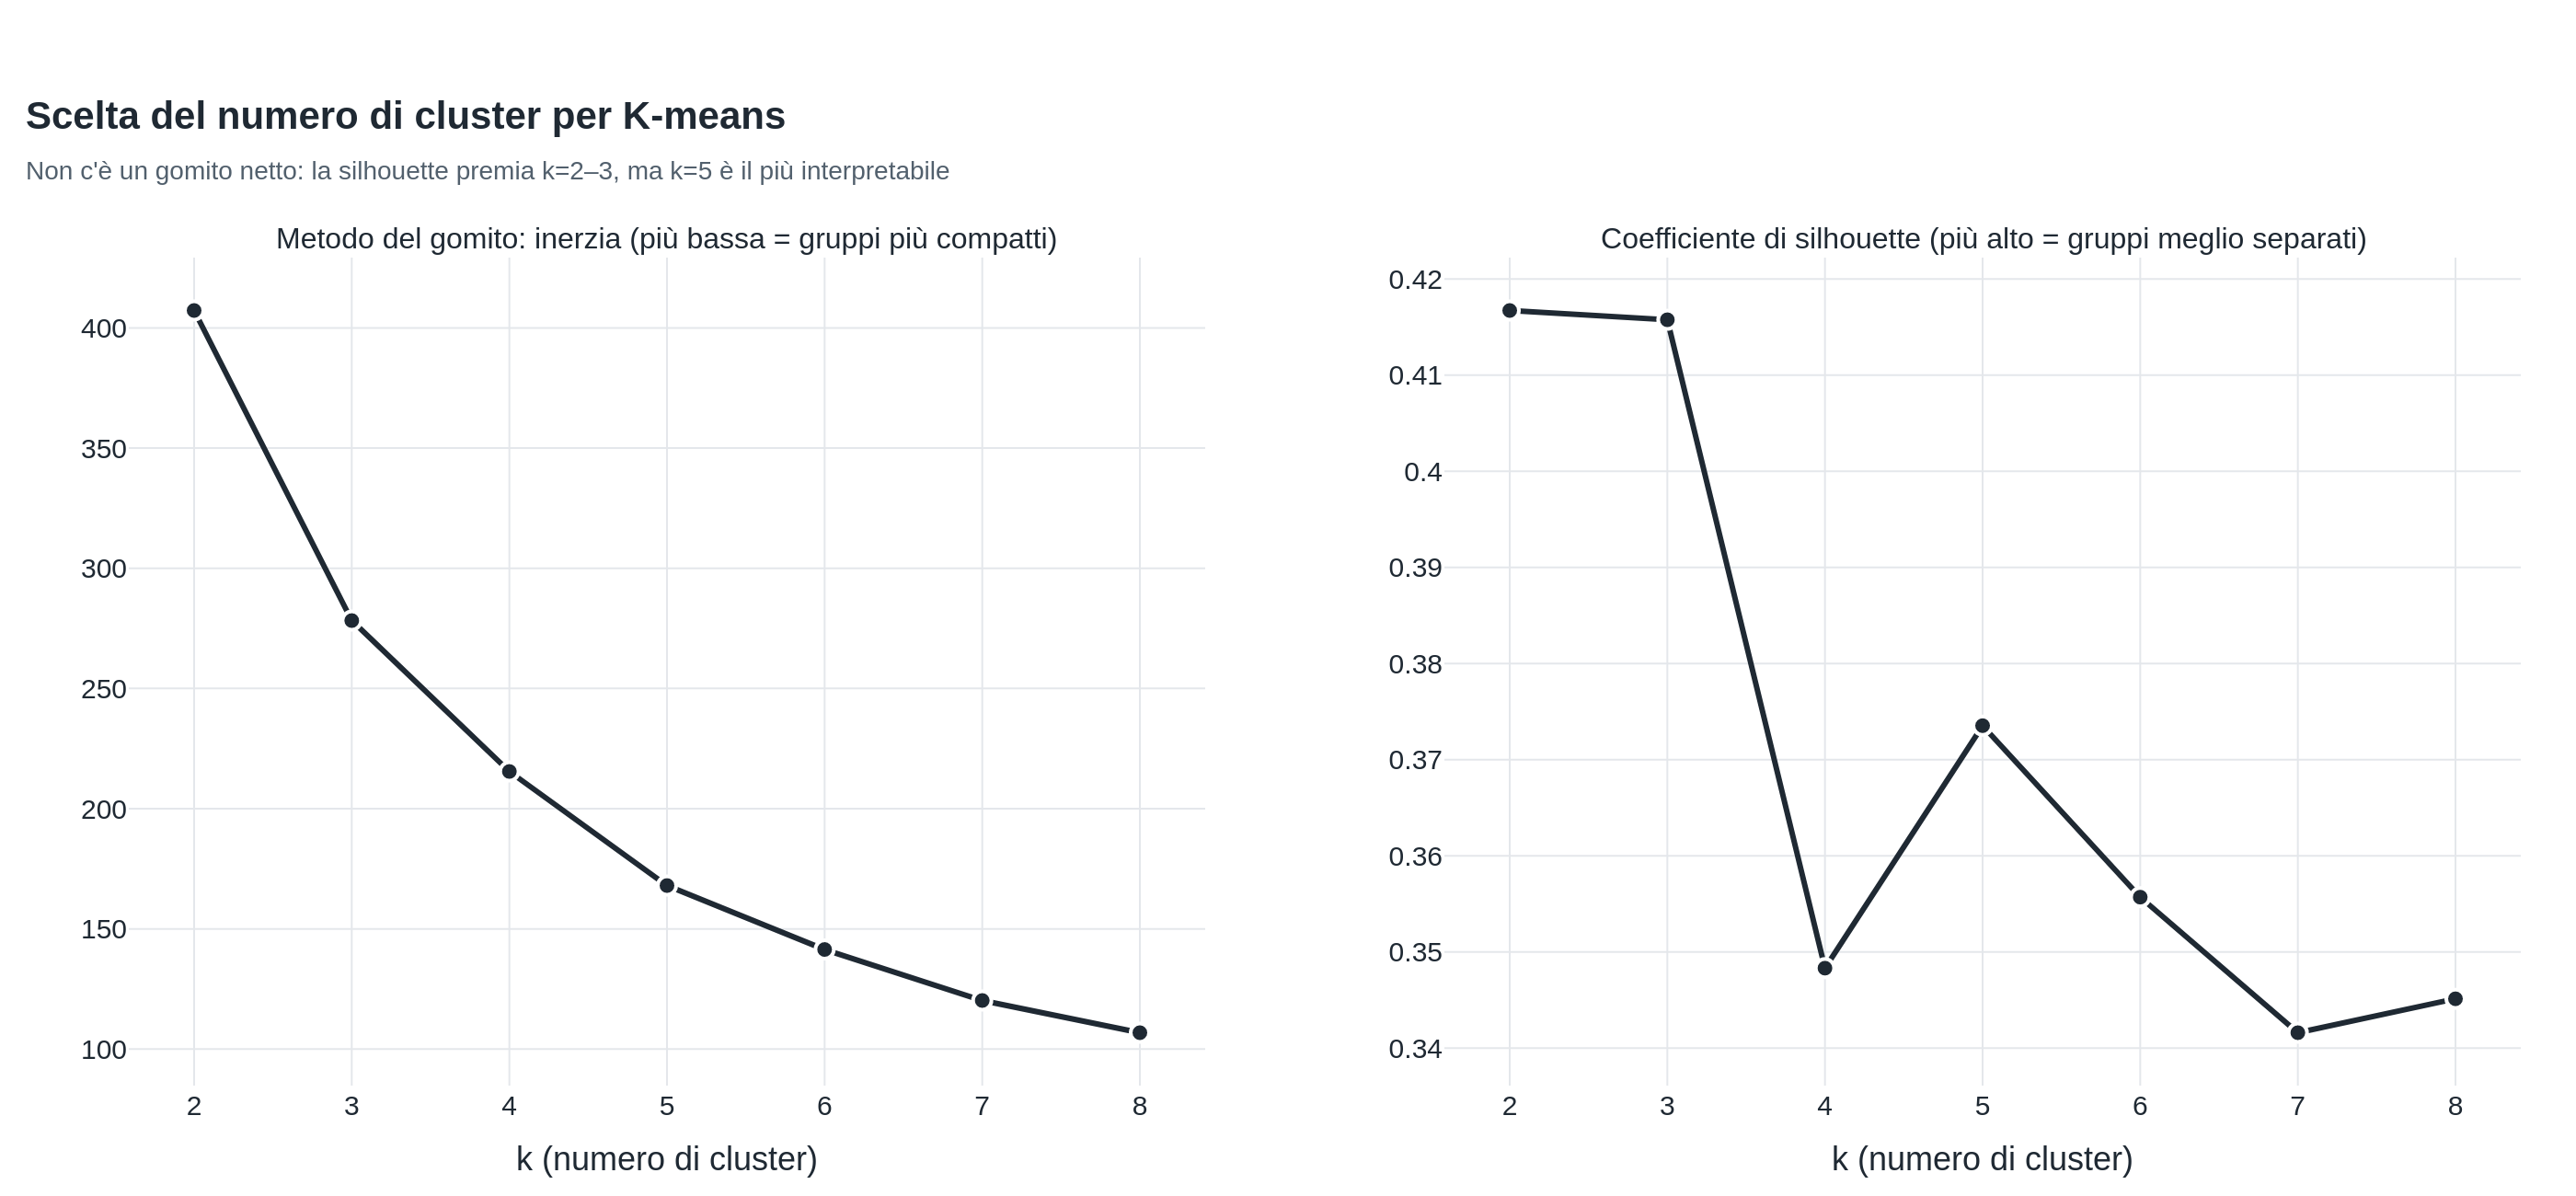 Scelta del numero di cluster per K-means
Non c'è un gomito netto: la silhouette premia k=2–3, ma k=5 è il più interpretabile
Metodo del gomito: inerzia (più bassa = gruppi più compatti)
400
350
300
250
200
150
100
2 3 4 5 6 7 8
k (numero di cluster)
Coefficiente di silhouette (più alto = gruppi meglio separati)
0.42
0.41
0.4
0.39
0.38
0.37
0.36
0.35
0.34
2 3 4 5 6 7 8
k (numero di cluster)